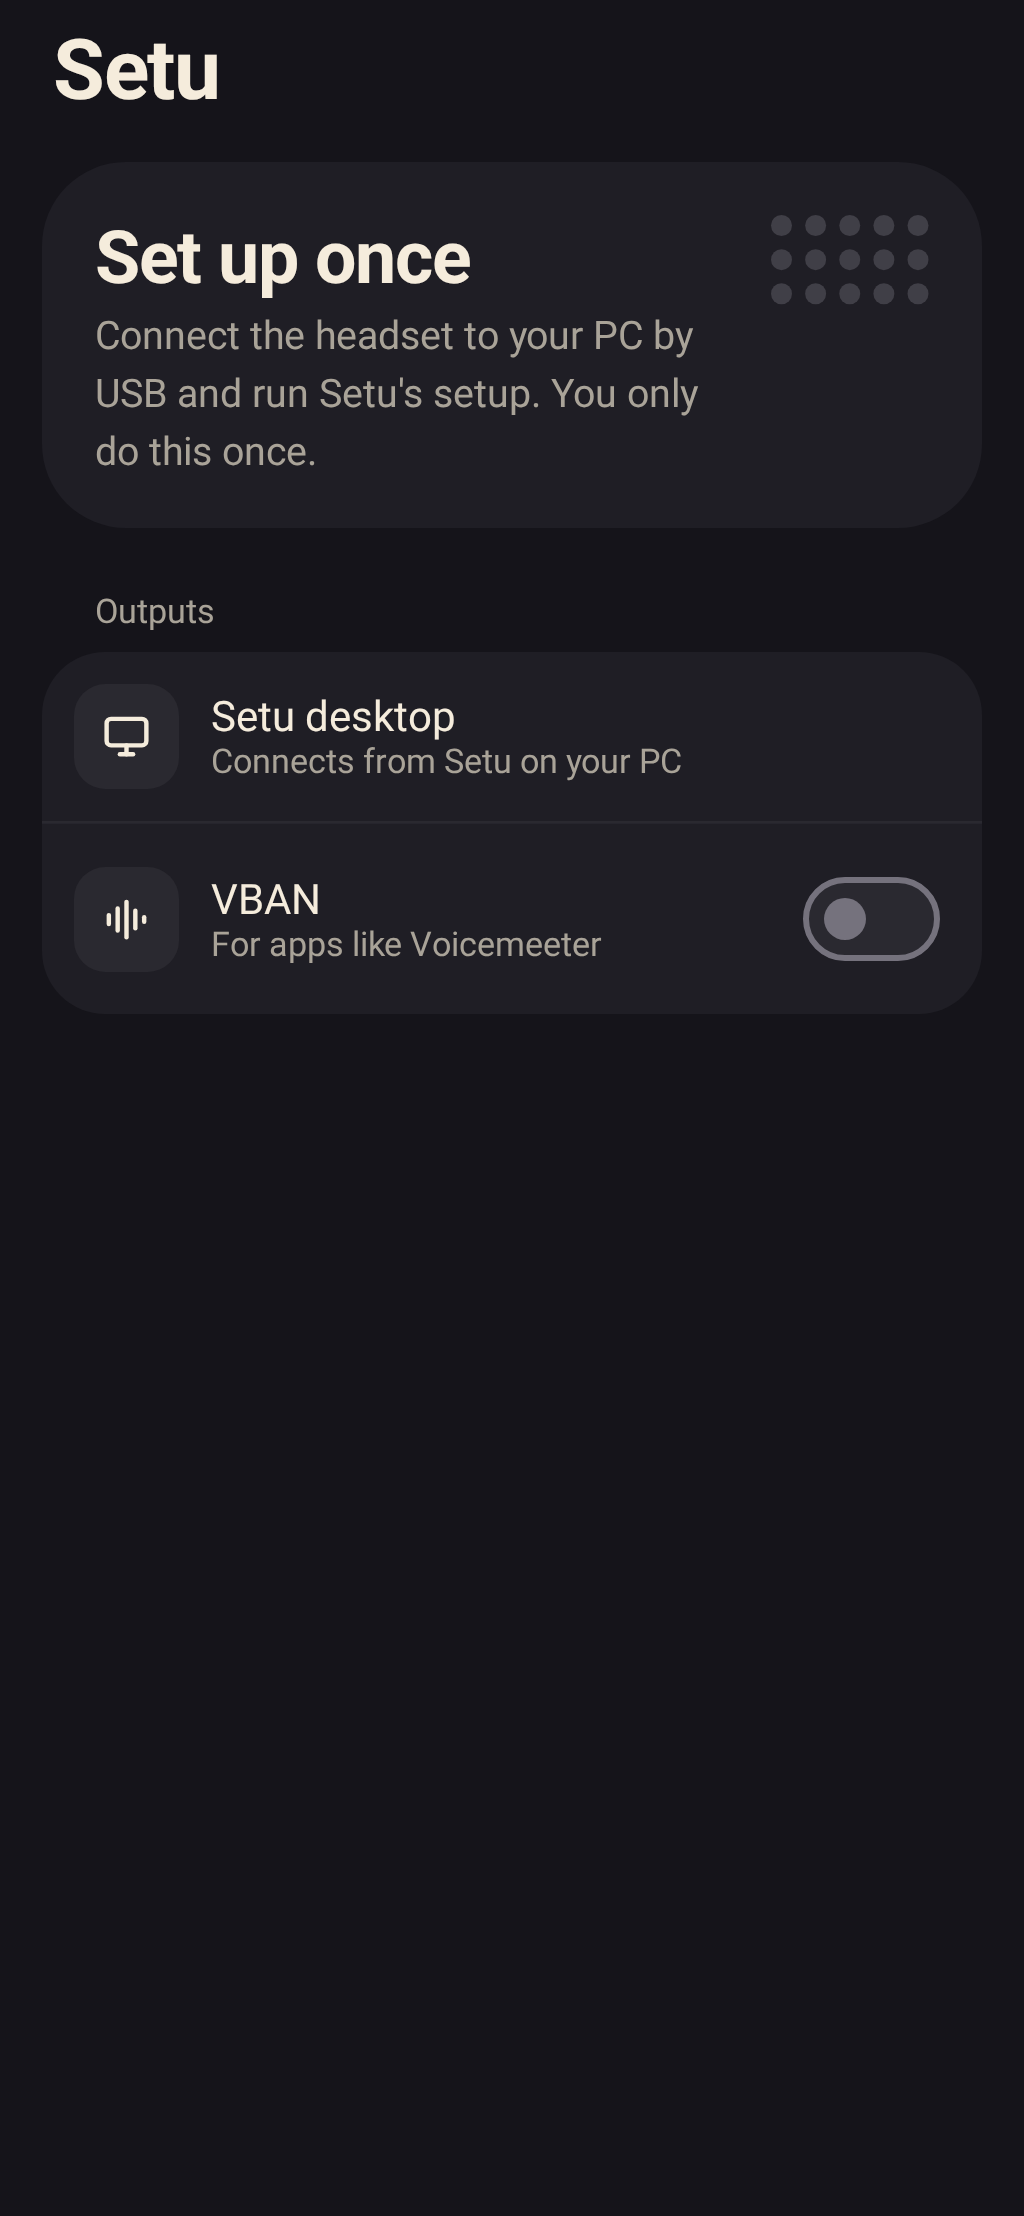 Setu
Set up once
Connect the headset to your PC by
USB and run Setu's setup. You only
do this once.
Outputs
Setu desktop
Connects from Setu on your PC
VBAN
For apps like Voicemeeter